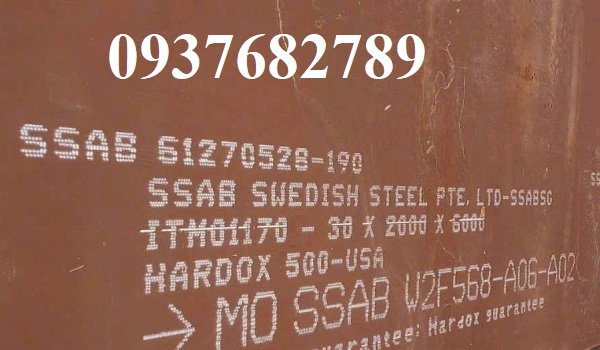 0937682789
SSAB 61270528-190
SSAB SWEDISH STEEL PTE. LTD-SSABSG
ITM01170 - 30 X 2000 X 6000
HARDOX 500-USA
MO SSAB W2F568-A06-A02
guarantee: Hardox guarantee